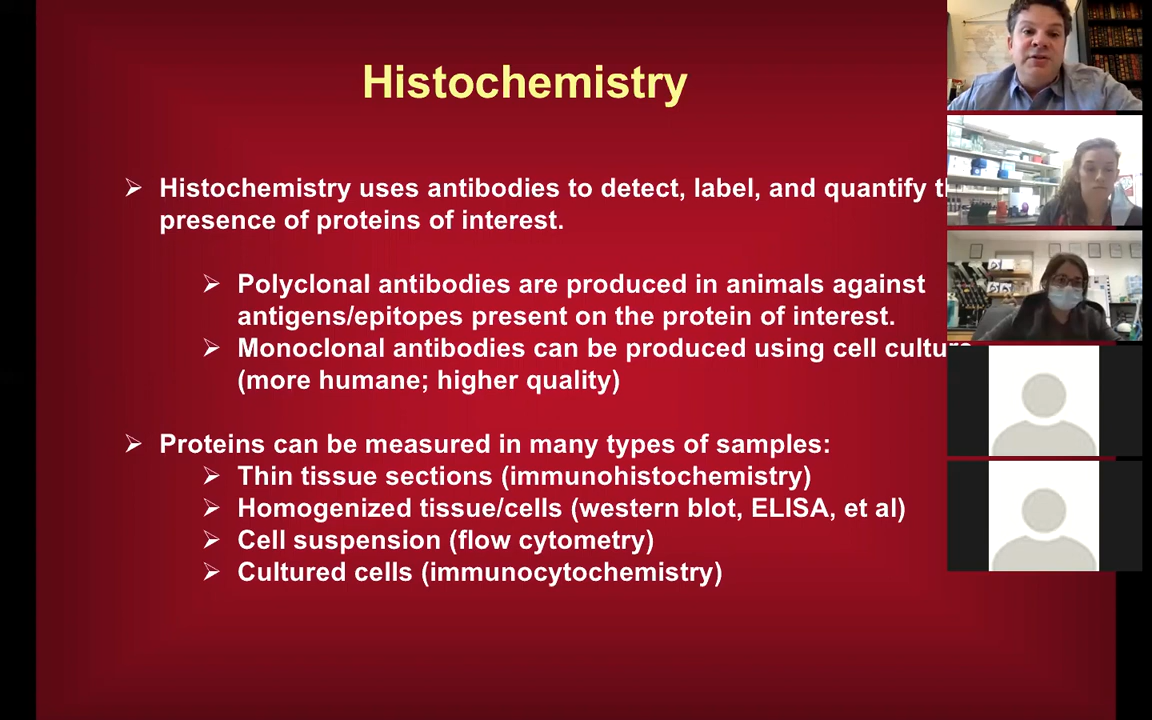 Histochemistry
Histochemistry uses antibodies to detect, label, and quantify
presence of proteins of interest.
Polyclonal antibodies are produced in animals against
antigens/epitopes present on the protein of interest.
Monoclonal antibodies can be produced using cell culture
(more humane; higher quality)
Proteins can be measured in many types of samples:
Thin tissue sections (immunohistochemistry)
Homogenized tissue/cells (western blot, ELISA, et al)
Cell suspension (flow cytometry)
Cultured cells (immunocytochemistry)